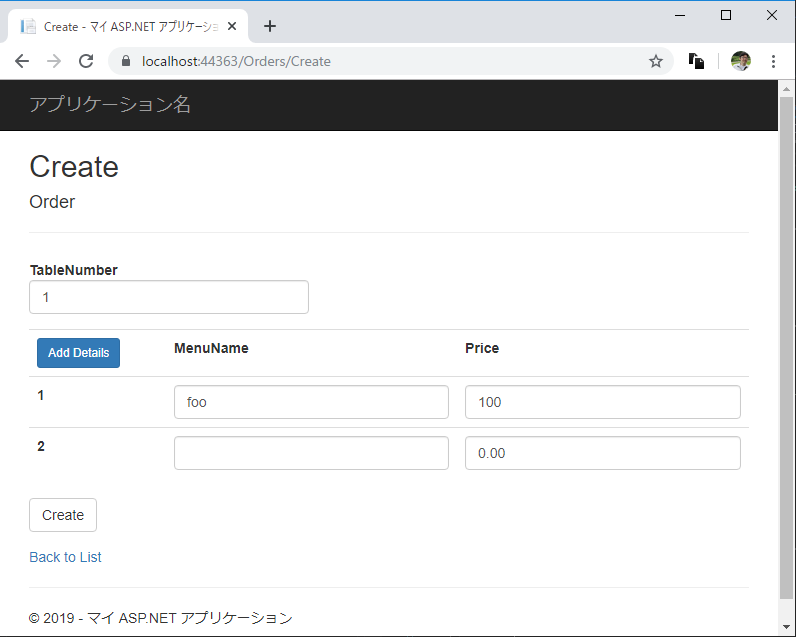 Create - マイ ASP.NET アプリケーシ
localhost:44363/Orders/Create
アプリケーション名
Create
Order
TableNumber
1
Add Details MenuName Price
1 foo 100
2 0.00
Create
Back to List
© 2019 - マイ ASP.NET アプリケーション